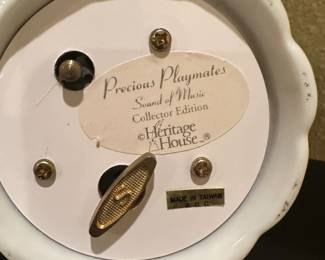 Precious Playmates
Sound of Music
Collector Edition
© Heritage
House ®
MADE IN TAIWAN
R.O.C.